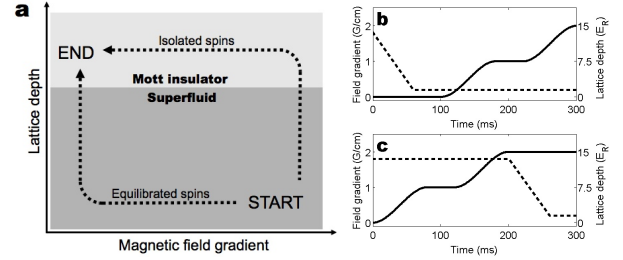 a
Lattice depth
Isolated spins
END
Mott insulator
Superfluid
Equilibrated spins
START
Magnetic field gradient
b
Field gradient (G/cm)
2
1
0
15
7.5
0
Lattice depth (E_R)
0
100
200
300
Time (ms)
c
Field gradient (G/cm)
2
1
0
15
7.5
0
Lattice depth (E_R)
0
100
200
300
Time (ms)